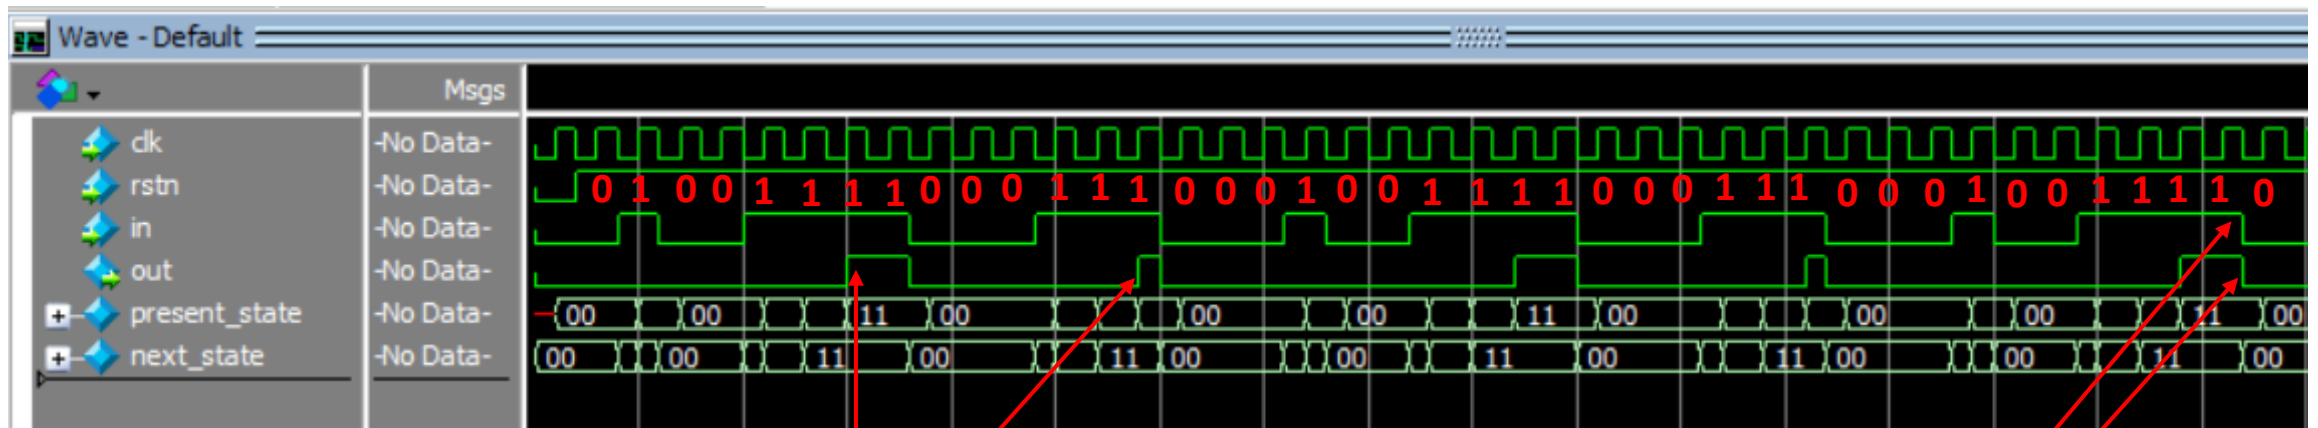 Wave - Default
Msgs
clk -No Data-
rstn -No Data- 0 1 0 0 1 1 1 1 0 0 0 1 1 1 0 0 0 1 0 0 1 1 1 1 0 0 0 1 1 1 0 0 0 1 0 0 1 1 1 1 0
in -No Data-
out -No Data-
present_state -No Data- 00 00 11 00 00 00 11 00 00 00 11 00
next_state -No Data- 00 00 11 00 11 00 00 11 00 11 00 00 11 00